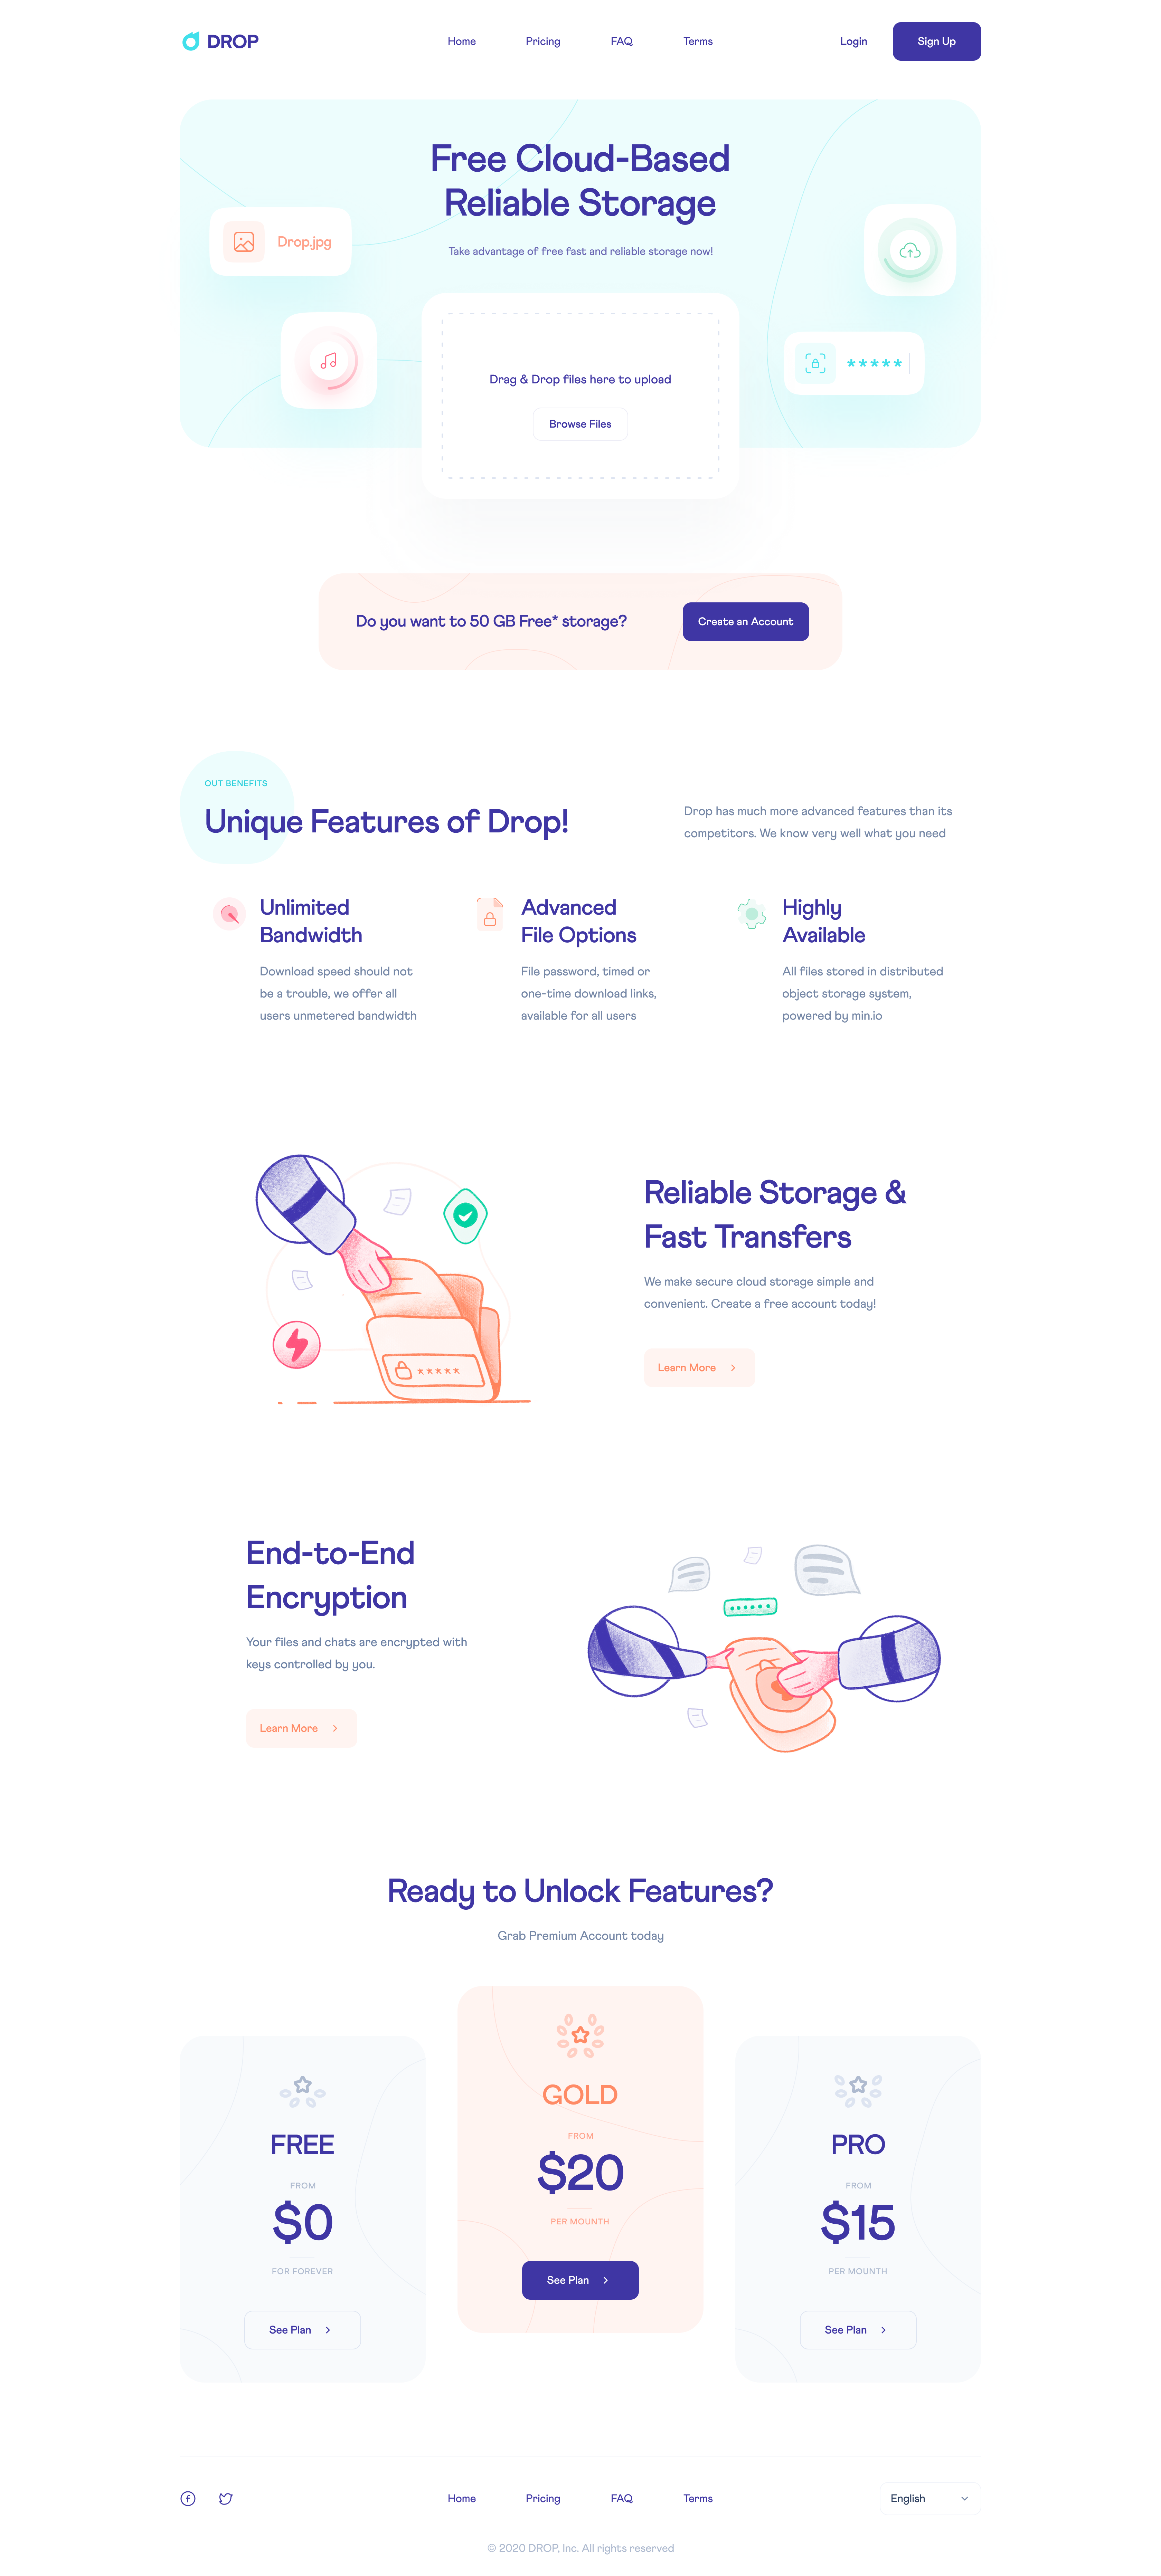 DROP
Home
Pricing
FAQ
Terms
Login
Sign Up
Free Cloud-Based
Reliable Storage
Take advantage of free fast and reliable storage now!
Drop.jpg
*****
Drag & Drop files here to upload
Browse Files
Do you want to 50 GB Free* storage?
Create an Account
OUT BENEFITS
Unique Features of Drop!
Drop has much more advanced features than its
competitors. We know very well what you need
Unlimited
Bandwidth
Download speed should not
be a trouble, we offer all
users unmetered bandwidth
Advanced
File Options
File password, timed or
one-time download links,
available for all users
Highly
Available
All files stored in distributed
object storage system,
powered by min.io
*****
Reliable Storage &
Fast Transfers
We make secure cloud storage simple and
convenient. Create a free account today!
Learn More
End-to-End
Encryption
Your files and chats are encrypted with
keys controlled by you.
Learn More
Ready to Unlock Features?
Grab Premium Account today
FREE
FROM
$0
FOR FOREVER
See Plan
GOLD
FROM
$20
PER MOUNTH
See Plan
PRO
FROM
$15
PER MOUNTH
See Plan
Home
Pricing
FAQ
Terms
English
© 2020 DROP, Inc. All rights reserved